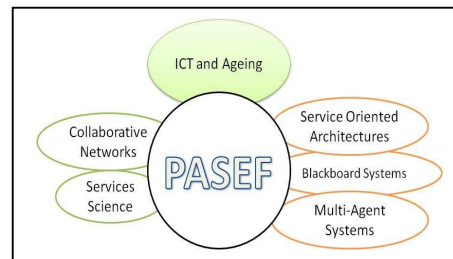 ICT and Ageing
Collaborative
Networks
Services
Science
PASEF
Service Oriented
Architectures
Blackboard Systems
Multi-Agent
Systems